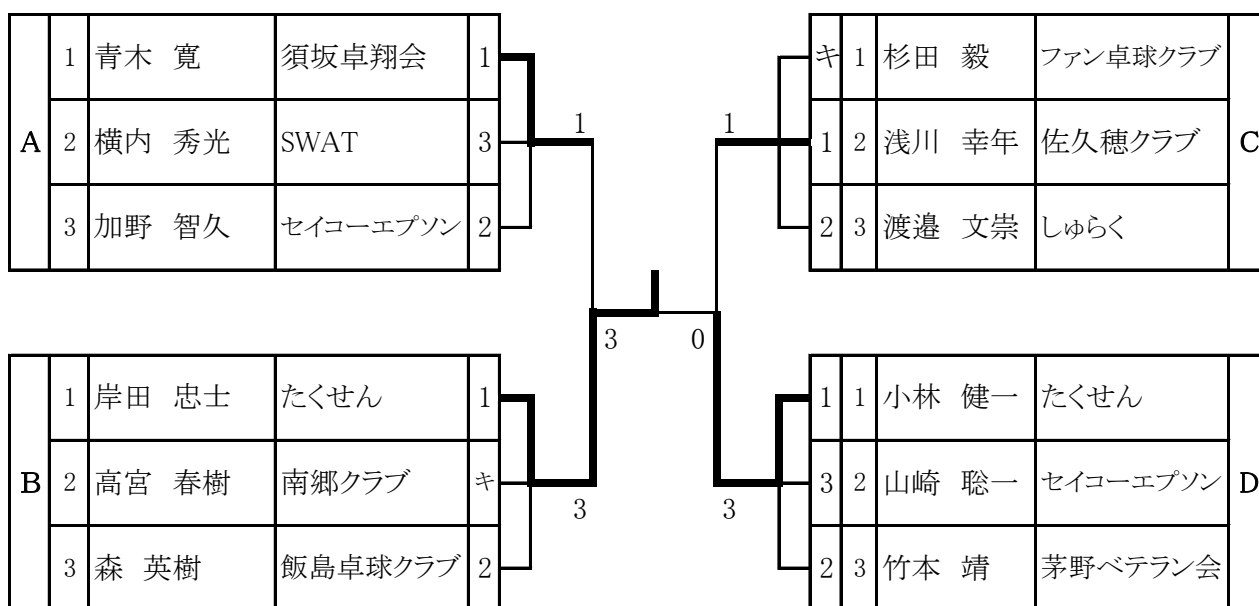 A
1 青木 寛 須坂卓翔会 1
2 横内 秀光 SWAT 3
3 加野 智久 セイコーエプソン 2
1
B
1 岸田 忠士 たくせん 1
2 高宮 春樹 南郷クラブ キ
3 森 英樹 飯島卓球クラブ 2
3
3 0
C
キ 1 杉田 毅 ファン卓球クラブ
1 2 浅川 幸年 佐久穂クラブ
2 3 渡邉 文崇 しゅらく
1
D
1 1 小林 健一 たくせん
3 2 山崎 聡一 セイコーエプソン
2 3 竹本 靖 茅野ベテラン会
3